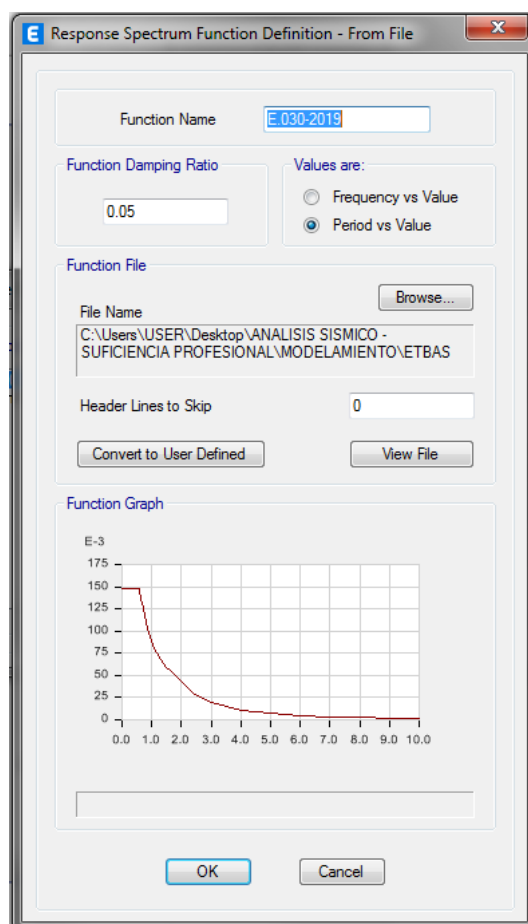 E Response Spectrum Function Definition - From File
Function Name E.030-2019
Function Damping Ratio
0.05
Values are:
Frequency vs Value
Period vs Value
Function File
Browse...
File Name
C:\Users\USER\Desktop\ANALISIS SISMICO -
SUFICIENCIA PROFESIONAL\MODELAMIENTO\ETBAS
Header Lines to Skip 0
Convert to User Defined View File
Function Graph
E-3
175
150
125
100
75
50
25
0
0.0 1.0 2.0 3.0 4.0 5.0 6.0 7.0 8.0 9.0 10.0
OK Cancel